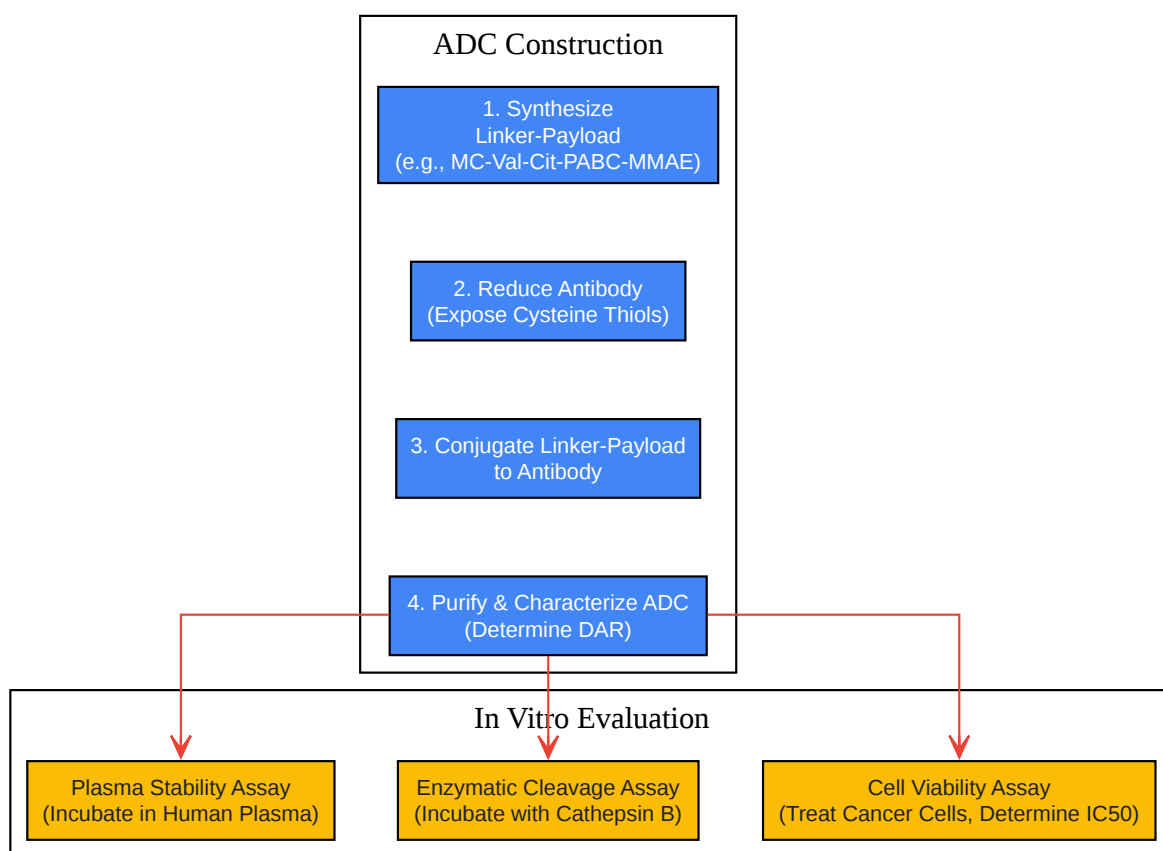 ADC Construction
1. Synthesize
Linker-Payload
(e.g., MC-Val-Cit-PABC-MMAE)
2. Reduce Antibody
(Expose Cysteine Thiols)
3. Conjugate Linker-Payload
to Antibody
4. Purify & Characterize ADC
(Determine DAR)
In Vitro Evaluation
Plasma Stability Assay
(Incubate in Human Plasma)
Enzymatic Cleavage Assay
(Incubate with Cathepsin B)
Cell Viability Assay
(Treat Cancer Cells, Determine IC50)